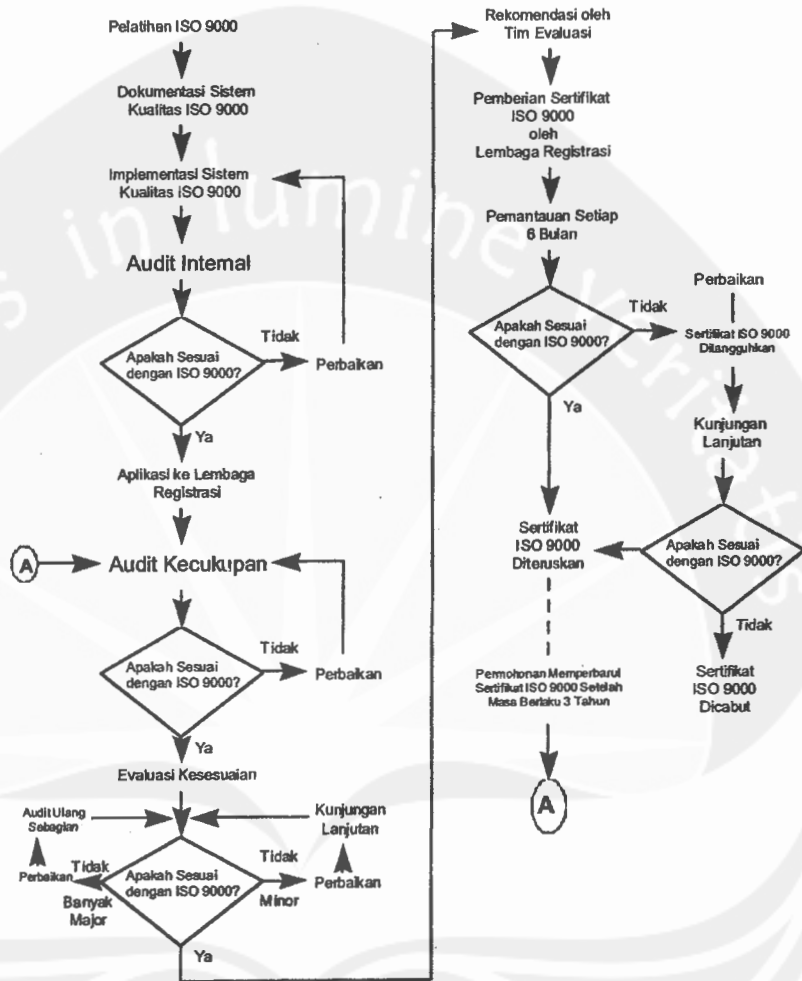 Pelatihan ISO 9000
Dokumentasi Sistem
Kualitas ISO 9000
Implementasi Sistem
Kualitas ISO 9000
Audit Internal
Apakah Sesuai
dengan ISO 9000?
Tidak
Perbaikan
Ya
Aplikasi ke Lembaga
Registrasi
A
Audit Kecukupan
Apakah Sesuai
dengan ISO 9000?
Tidak
Perbaikan
Ya
Evaluasi Kesesuaian
Audit Ulang
Sebagian
Kunjungan
Lanjutan
Perbaikan
Tidak
Banyak
Major
Apakah Sesuai
dengan ISO 9000?
Tidak
Minor
Perbaikan
Ya
Rekomendasi oleh
Tim Evaluasi
Pemberian Sertifikat
ISO 9000
oleh
Lembaga Registrasi
Pemantauan Setiap
6 Bulan
Apakah Sesuai
dengan ISO 9000?
Tidak
Perbaikan
Sertifikat ISO 9000
Ditangguhkan
Ya
Kunjungan
Lanjutan
Apakah Sesuai
dengan ISO 9000?
Tidak
Sertifikat
ISO 9000
Dicabut
Sertifikat
ISO 9000
Diteruskan
Permohonan Memperbarui
Sertifikat ISO 9000 Setelah
Masa Berlaku 3 Tahun
A
s in lumine veritas